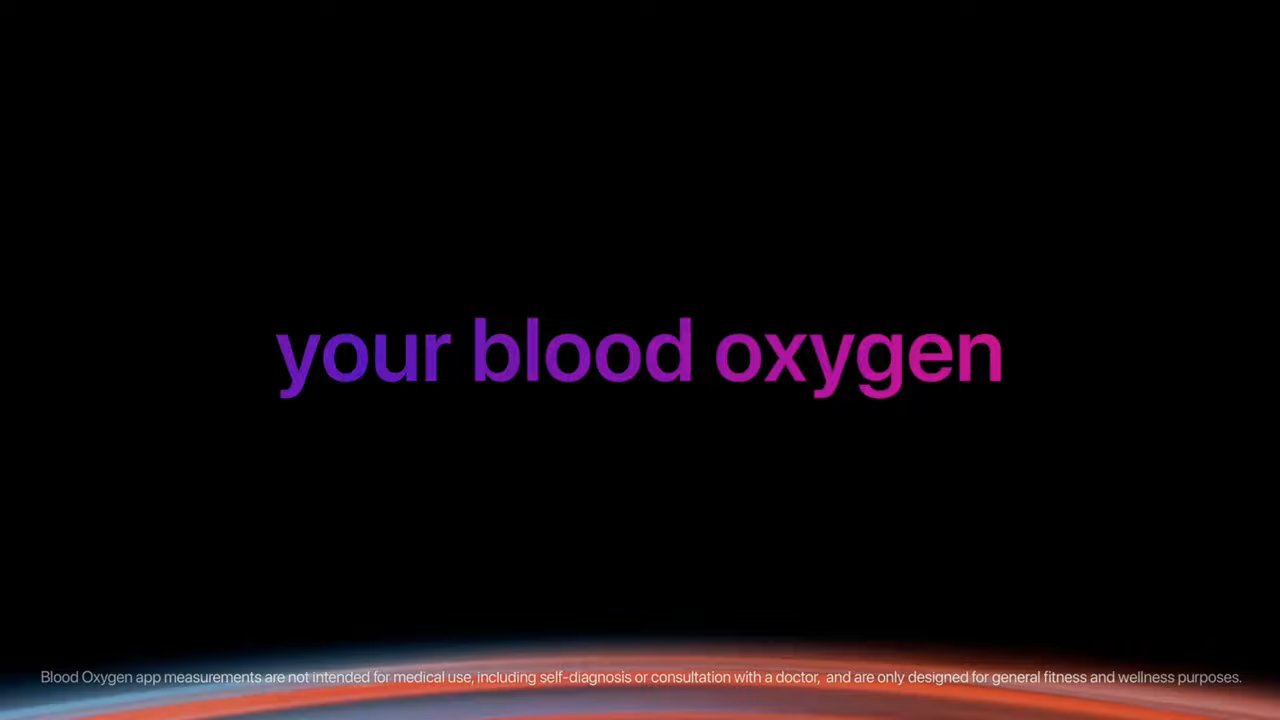 your blood oxygen
Blood Oxygen app measurements are not intended for medical use, including self-diagnosis or consultation with a doctor, and are only designed for general fitness and wellness purposes.